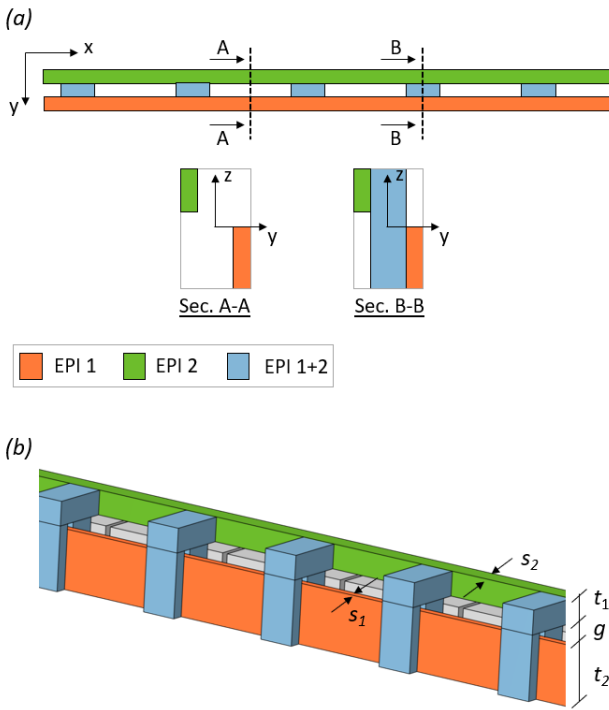 (a)
x
y
A
B
A
B
z
y
z
y
Sec. A-A
Sec. B-B
EPI 1
EPI 2
EPI 1+2
(b)
s2
t1
g
s1
t2